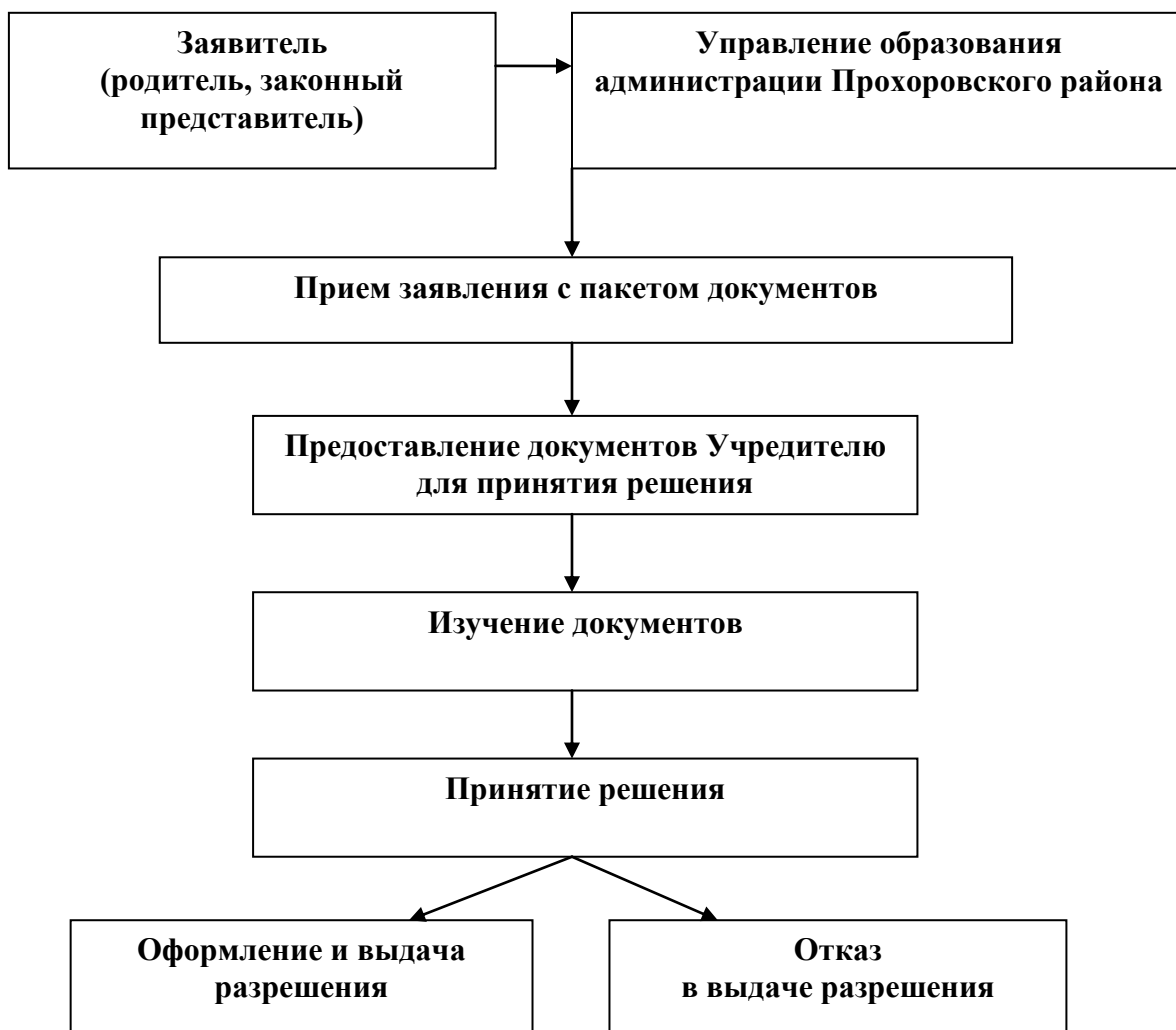 Заявитель
(родитель, законный
представитель)
Управление образования
администрации Прохоровского района
Прием заявления с пакетом документов
Предоставление документов Учредителю
для принятия решения
Изучение документов
Принятие решения
Оформление и выдача
разрешения
Отказ
в выдаче разрешения